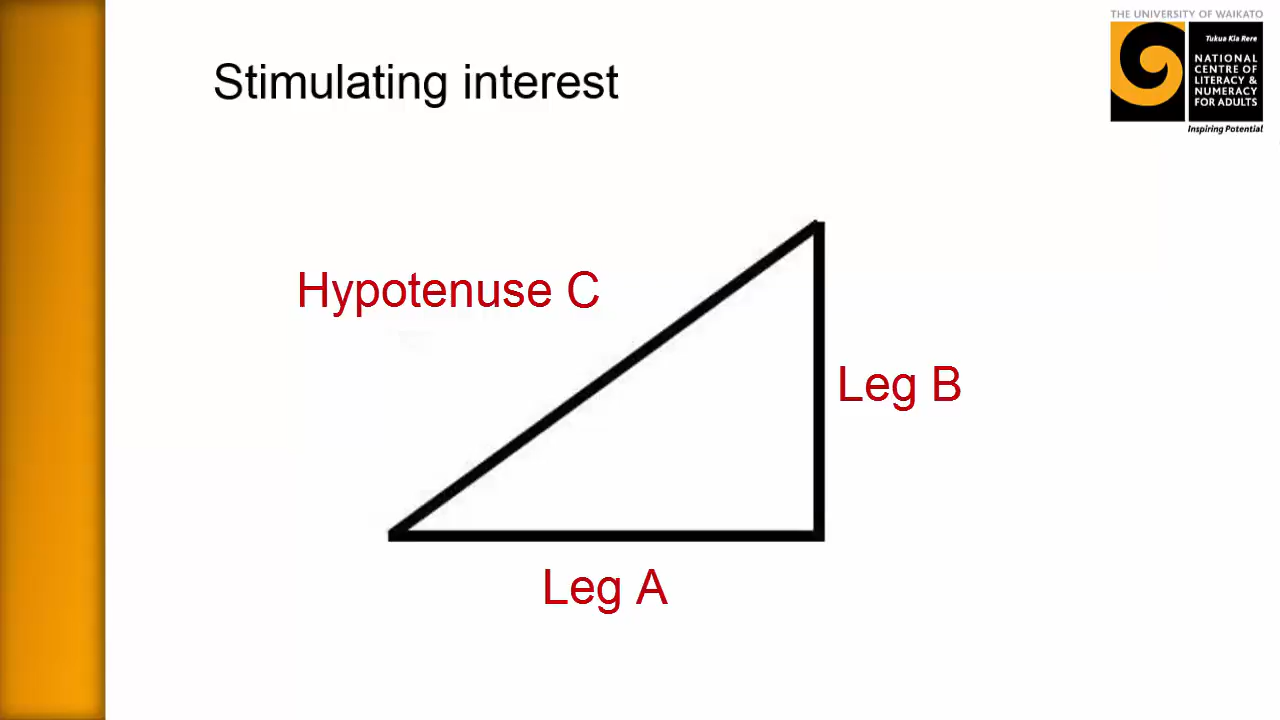 THE UNIVERSITY OF WAIKATO
Tukua Kia Rere
NATIONAL
CENTRE OF
LITERACY &
NUMERACY
FOR ADULTS
Inspiring Potential
Stimulating interest
Hypotenuse C
Leg B
Leg A